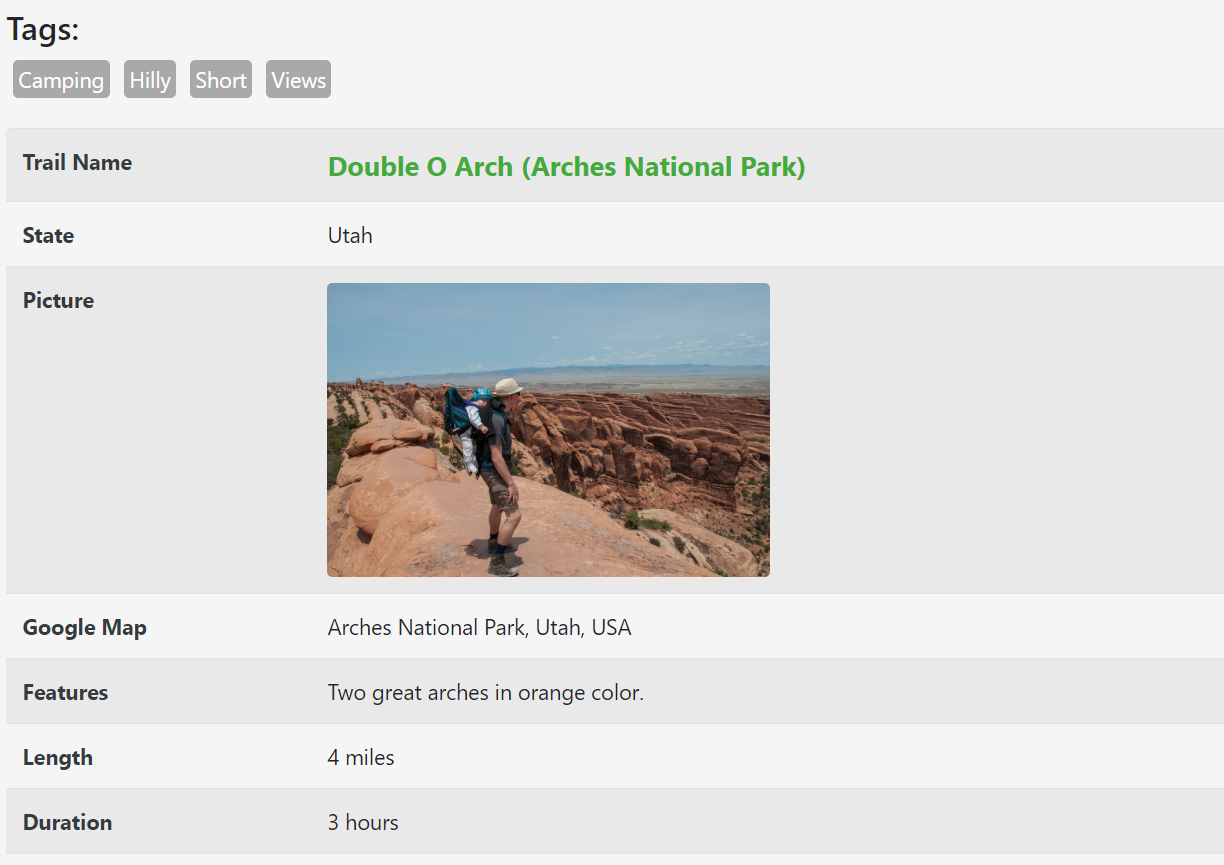 Tags:
Camping Hilly Short Views
Trail Name Double O Arch (Arches National Park)
State Utah
Picture
Google Map Arches National Park, Utah, USA
Features Two great arches in orange color.
Length 4 miles
Duration 3 hours